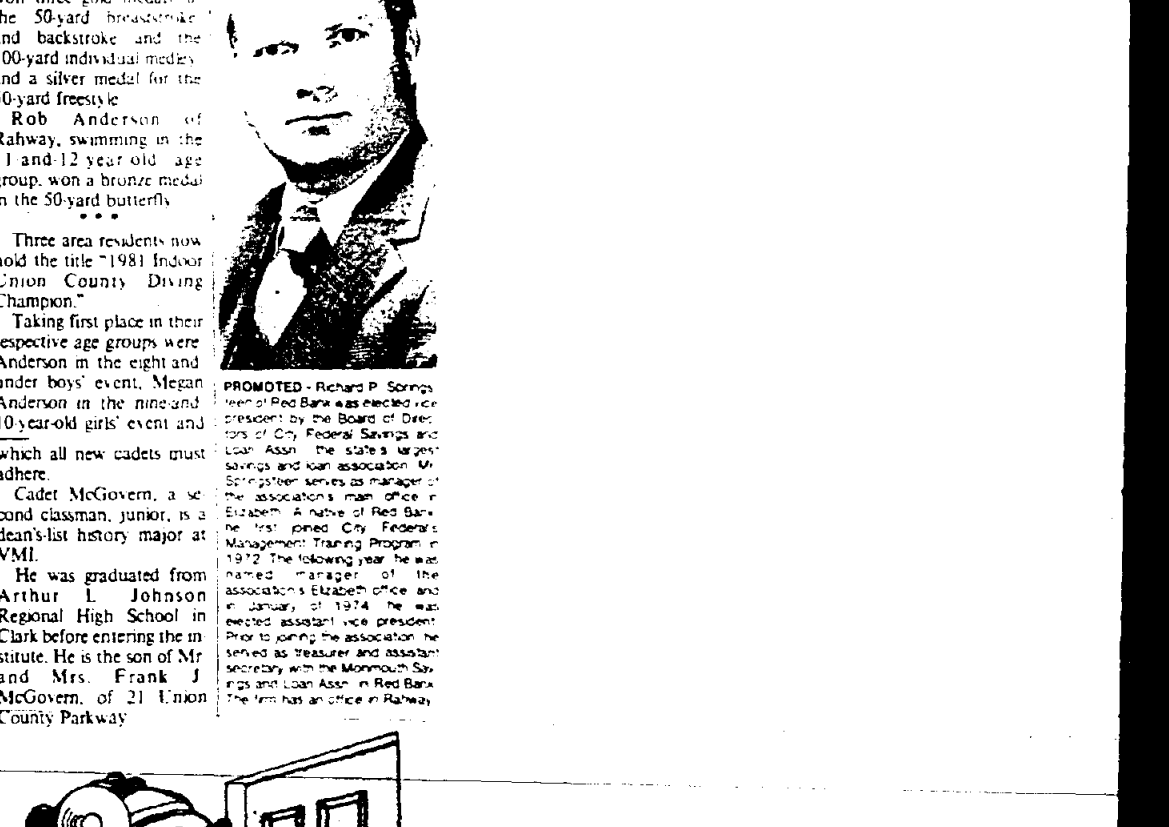 the 50-yard breaststroke
and backstroke and the
100-yard individual medley
and a silver medal for the
50-yard freestyle
Rob Anderson of
Rahway, swimming in the
11-and-12 year old age
group, won a bronze medal
in the 50-yard butterfly
• • •
Three area residents now
hold the title "1981 Indoor
Union County Diving
Champion."
Taking first place in their
respective age groups were
Anderson in the eight and
under boys' event, Megan
Anderson in the nine-and
10-year-old girls' event and
which all new cadets must
adhere.
Cadet McGovern, a se-
cond classman, junior, is a
dean's-list history major at
VMI.
He was graduated from
Arthur L Johnson
Regional High School in
Clark before entering the in-
stitute. He is the son of Mr
and Mrs. Frank J
McGovern, of 21 Union
County Parkway
PROMOTED - Richard P. Springs-
teen of Red Bank was elected vice
president by the Board of Direc-
tors of City Federal Savings and
Loan Assn the state's largest
savings and loan association. Mr
Springsteen serves as manager of
the association's main office in
Elizabeth. A native of Red Bank
he first joined City Federal's
Management Training Program in
1972. The following year he was
named manager of the
association's Elizabeth office and
in January of 1974 he was
elected assistant vice president
Prior to joining the association he
served as treasurer and assistant
secretary with the Monmouth Sav-
ings and Loan Assn. in Red Bank
The firm has an office in Rahway